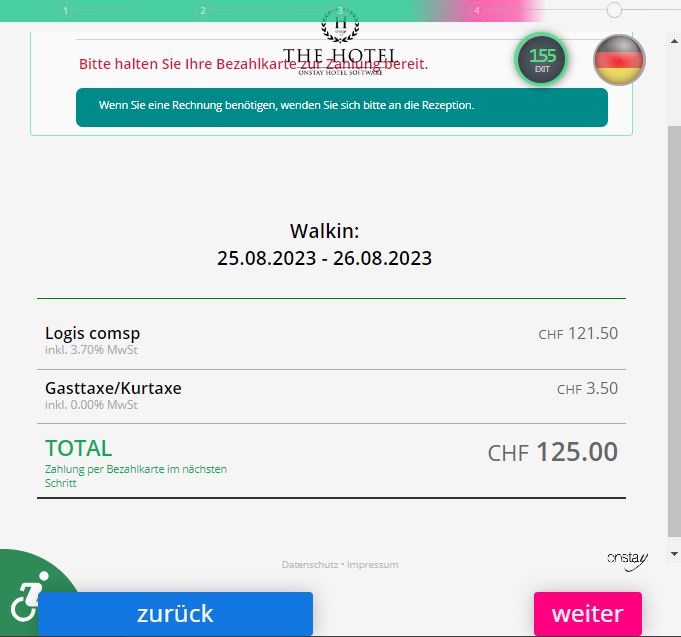 1 2 3 4
H
THE HOTEL
ONSTAY HOTEL SOFTWARE
Bitte halten Sie Ihre Bezahlkarte zur Zahlung bereit.
155
EXIT
Wenn Sie eine Rechnung benötigen, wenden Sie sich bitte an die Rezeption.
Walkin:
25.08.2023 - 26.08.2023
Logis comsp CHF 121.50
inkl. 3.70% MwSt
Gasttaxe/Kurtaxe CHF 3.50
inkl. 0.00% MwSt
TOTAL CHF 125.00
Zahlung per Bezahlkarte im nächsten
Schritt
onstay
Datenschutz - Impressum
zurück weiter